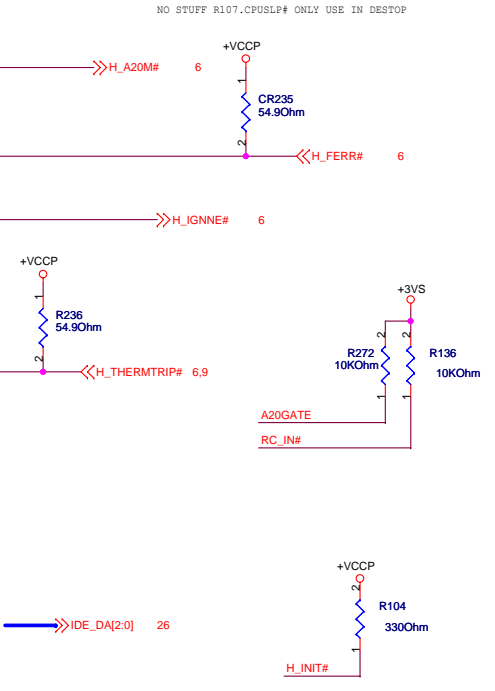 NO STUFF R107.CPUSLP# ONLY USE IN DESTOP
+VCCP
H_A20M# 6
1
CR235
54.9Ohm
2
H_FERR# 6
H_IGNNE# 6
+VCCP
1
R236
54.9Ohm
2
H_THERMTRIP# 6,9
+3VS
2 2
R272 R136
10KOhm 10KOhm
1 1
A20GATE
RC_IN#
+VCCP
2
R104
330Ohm
1
IDE_DA[2:0] 26
H_INIT#